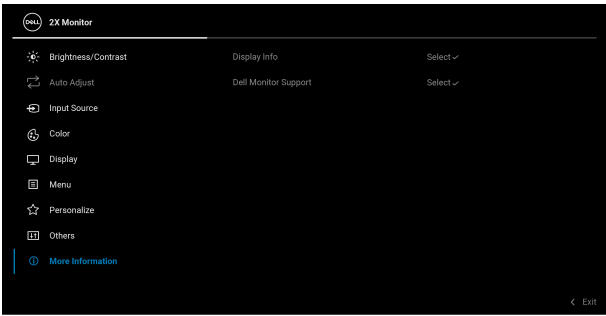 DELL 2X Monitor
Brightness/Contrast Display Info Select
Auto Adjust Dell Monitor Support Select
Input Source
Color
Display
Menu
Personalize
Others
More Information
Exit